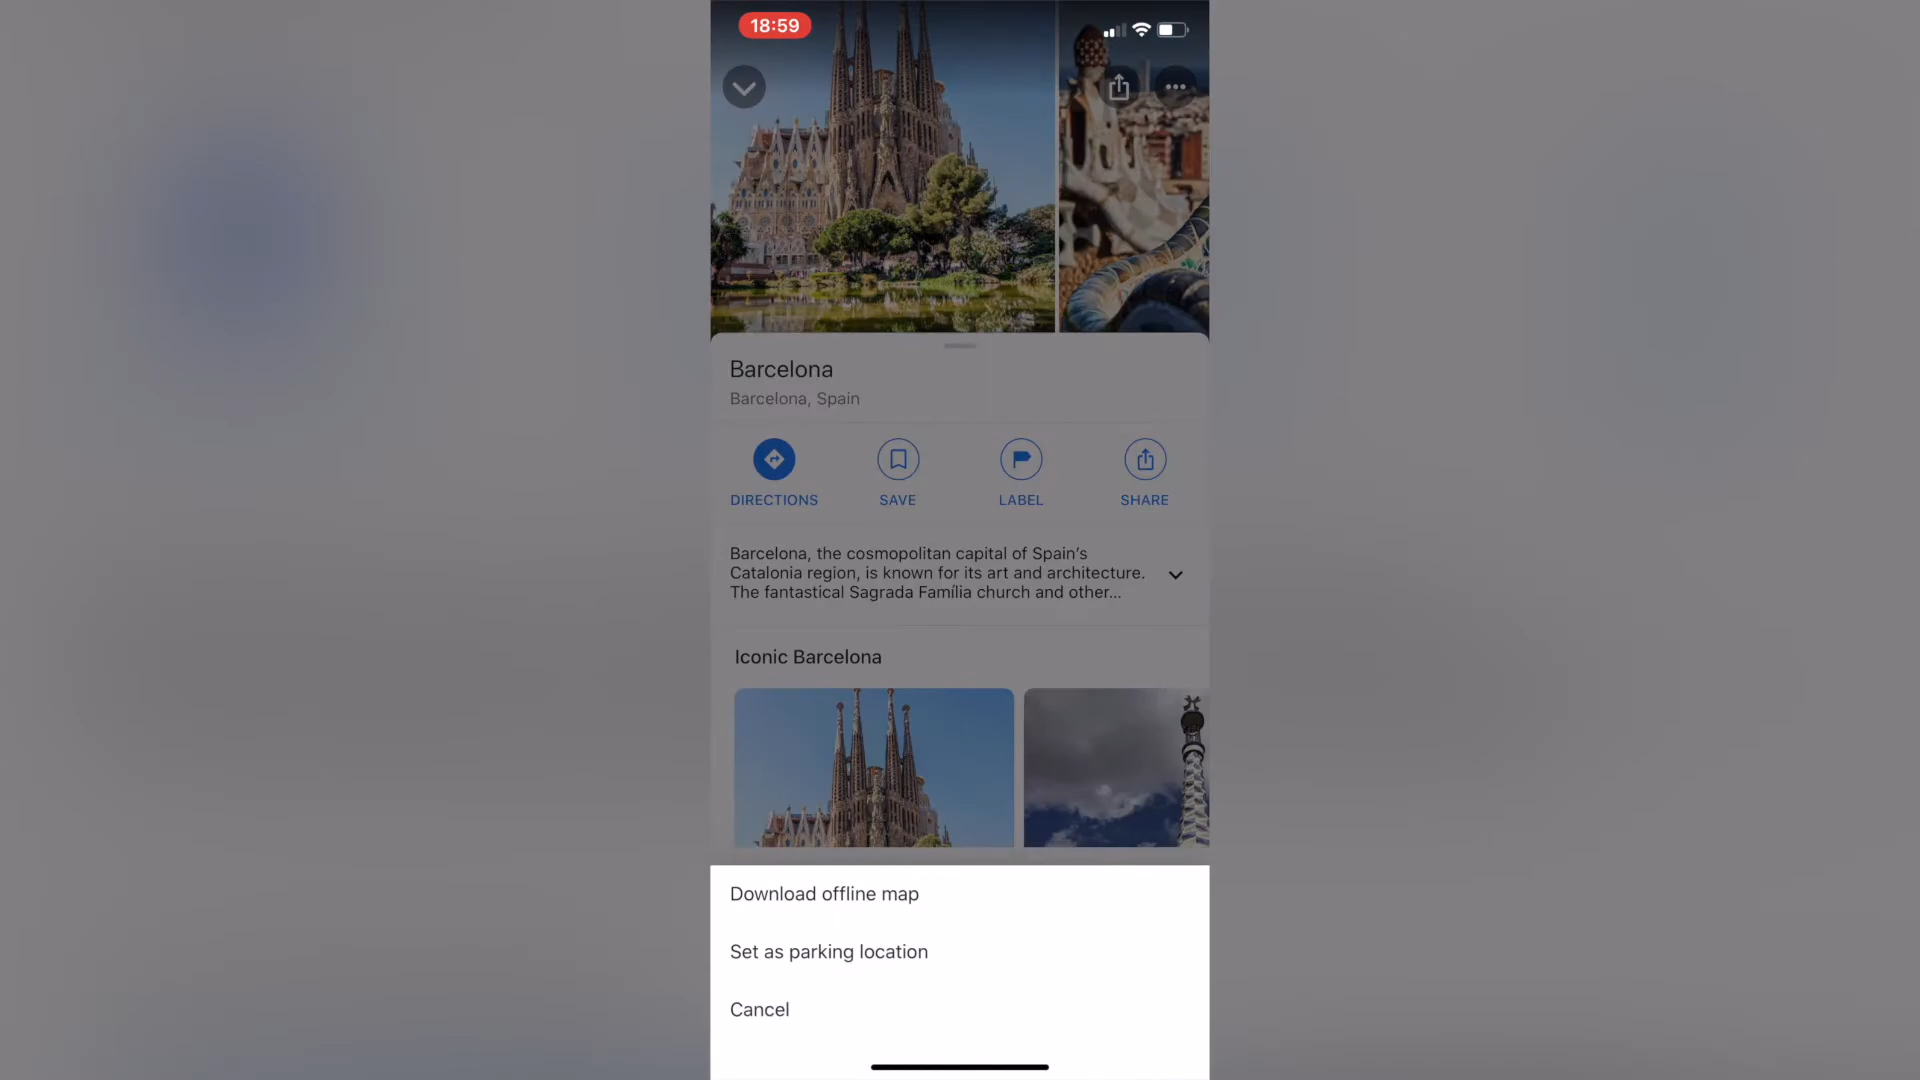 18:59
Barcelona
Barcelona, Spain
DIRECTIONS
SAVE
LABEL
SHARE
Barcelona, the cosmopolitan capital of Spain's
Catalonia region, is known for its art and architecture.
The fantastical Sagrada Família church and other...
Iconic Barcelona
Download offline map
Set as parking location
Cancel